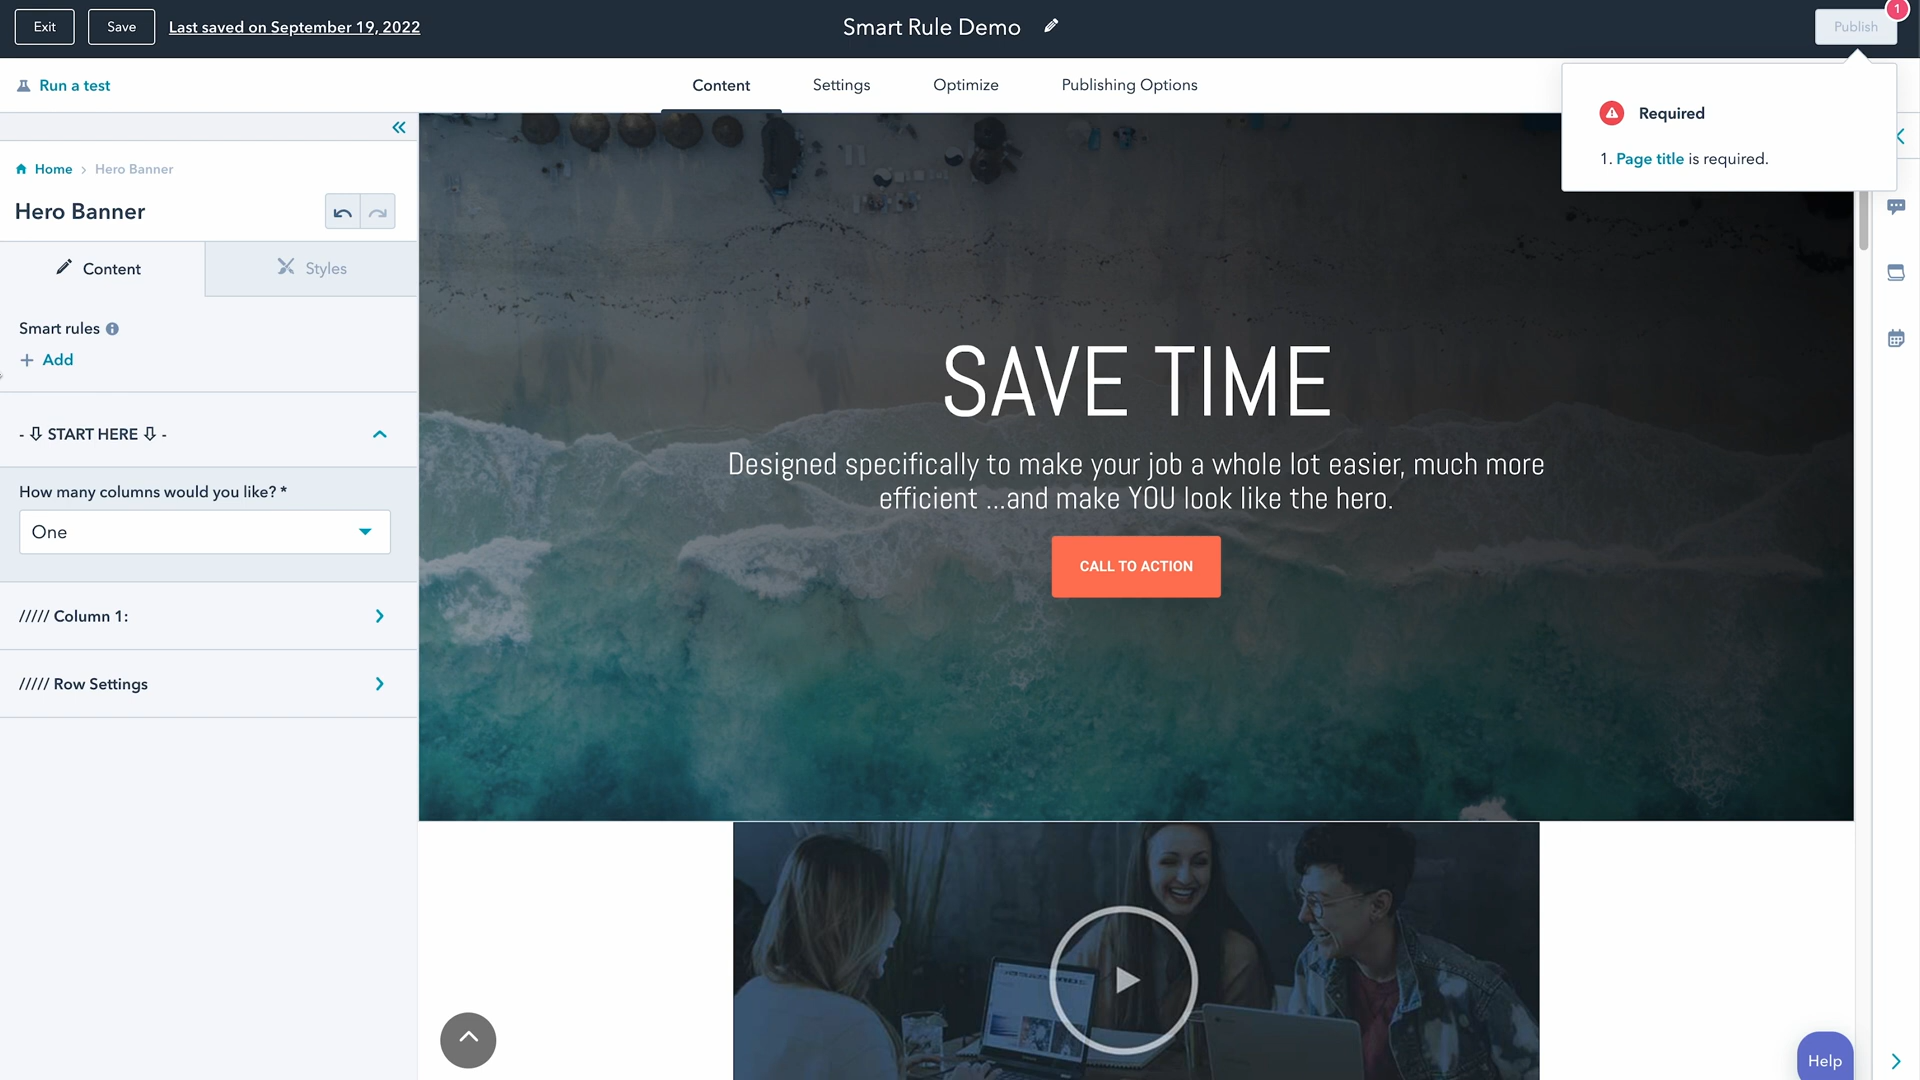 Exit
Save
Last saved on September 19, 2022
Smart Rule Demo
Publish
1
Run a test
Content
Settings
Optimize
Publishing Options
Required
1. Page title is required.
Home > Hero Banner
Hero Banner
Content
Styles
Smart rules
+ Add
- ⇩ START HERE ⇩ -
How many columns would you like? *
One
///// Column 1:
///// Row Settings
SAVE TIME
Designed specifically to make your job a whole lot easier, much more
efficient ...and make YOU look like the hero.
CALL TO ACTION
Help